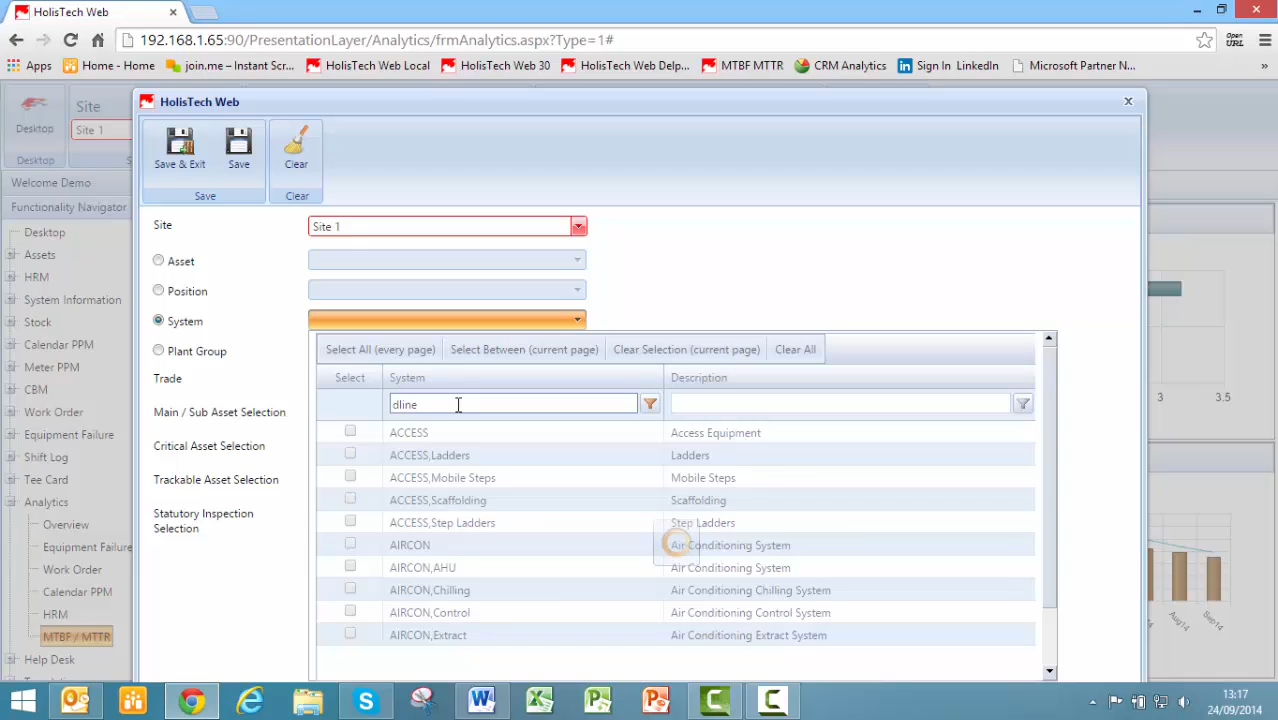 HolisTech Web
192.168.1.65:90/PresentationLayer/Analytics/frmAnalytics.aspx?Type=1#
Apps Home - Home join.me – Instant Scr... HolisTech Web Local HolisTech Web 30 HolisTech Web Delp... MTBF MTTR CRM Analytics Sign In LinkedIn Microsoft Partner N... »
Desktop
Desktop
Site
Site 1
Welcome Demo
Functionality Navigator
Desktop
Assets
HRM
System Information
Stock
Calendar PPM
Meter PPM
CBM
Work Order
Equipment Failure
Shift Log
Tee Card
Analytics
Overview
Equipment Failure
Work Order
Calendar PPM
HRM
MTBF / MTTR
Help Desk
HolisTech Web
Save & Exit Save Clear
Save Clear
Site Site 1
Asset
Position
System
Plant Group
Trade
Main / Sub Asset Selection
Critical Asset Selection
Trackable Asset Selection
Statutory Inspection
Selection
Select All (every page) Select Between (current page) Clear Selection (current page) Clear All
Select System Description
dline
ACCESS Access Equipment
ACCESS,Ladders Ladders
ACCESS,Mobile Steps Mobile Steps
ACCESS,Scaffolding Scaffolding
ACCESS,Step Ladders Step Ladders
AIRCON Air Conditioning System
AIRCON,AHU Air Conditioning System
AIRCON,Chilling Air Conditioning Chilling System
AIRCON,Control Air Conditioning Control System
AIRCON,Extract Air Conditioning Extract System
3 3.5
Aug14 Sep14
13:17
24/09/2014